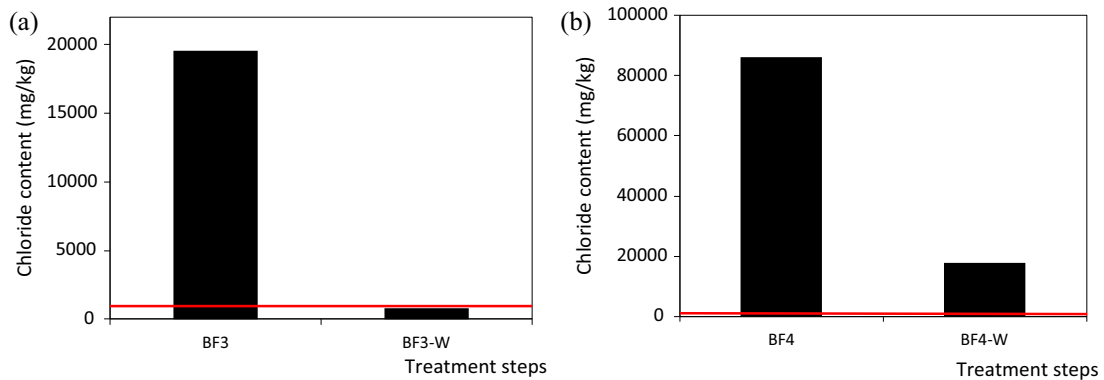 (a)
Chloride content (mg/kg)
20000
15000
10000
5000
0
BF3
BF3-W
Treatment steps
(b)
Chloride content (mg/kg)
100000
80000
60000
40000
20000
0
BF4
BF4-W
Treatment steps